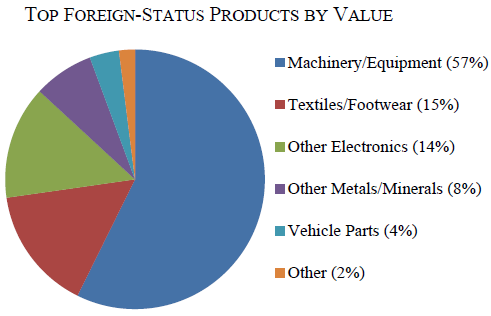 Top Foreign-Status Products by Value
Machinery/Equipment (57%)
Textiles/Footwear (15%)
Other Electronics (14%)
Other Metals/Minerals (8%)
Vehicle Parts (4%)
Other (2%)